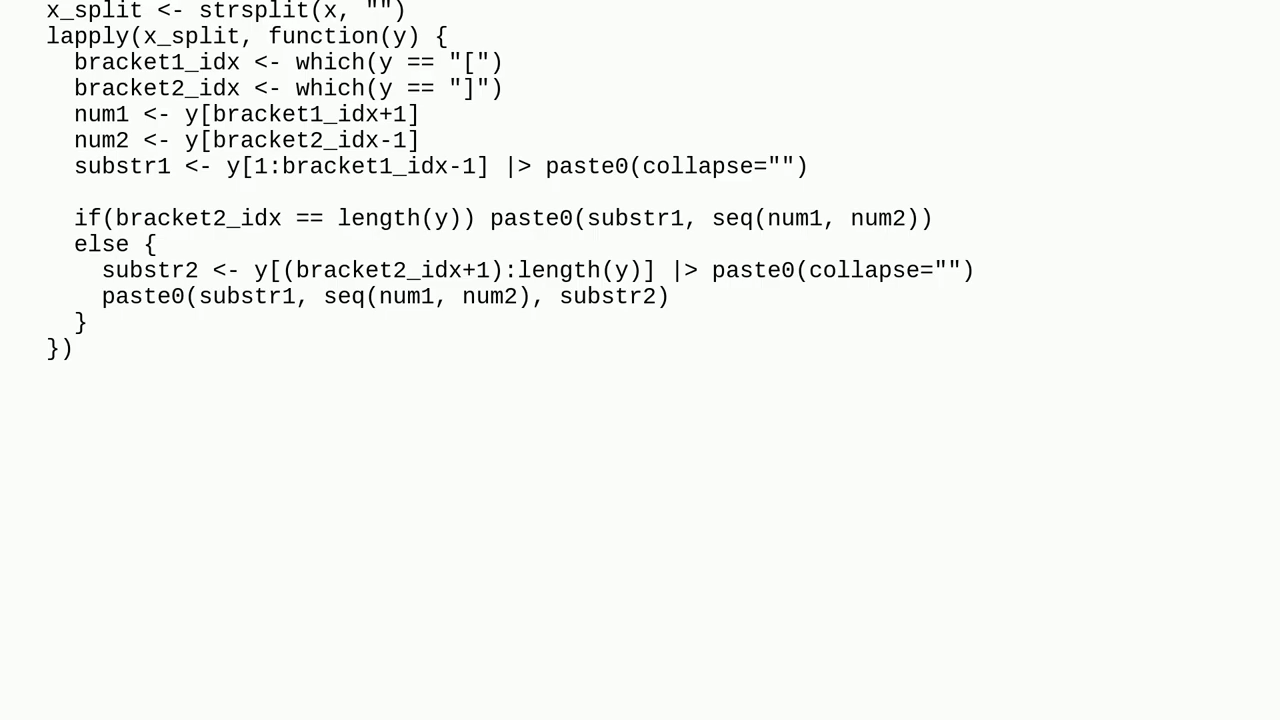 x_split <- strsplit(x, "")
lapply(x_split, function(y) {
  bracket1_idx <- which(y == "[")
  bracket2_idx <- which(y == "]")
  num1 <- y[bracket1_idx+1]
  num2 <- y[bracket2_idx-1]
  substr1 <- y[1:bracket1_idx-1] |> paste0(collapse="")

  if(bracket2_idx == length(y)) paste0(substr1, seq(num1, num2))
  else {
    substr2 <- y[(bracket2_idx+1):length(y)] |> paste0(collapse="")
    paste0(substr1, seq(num1, num2), substr2)
  }
})